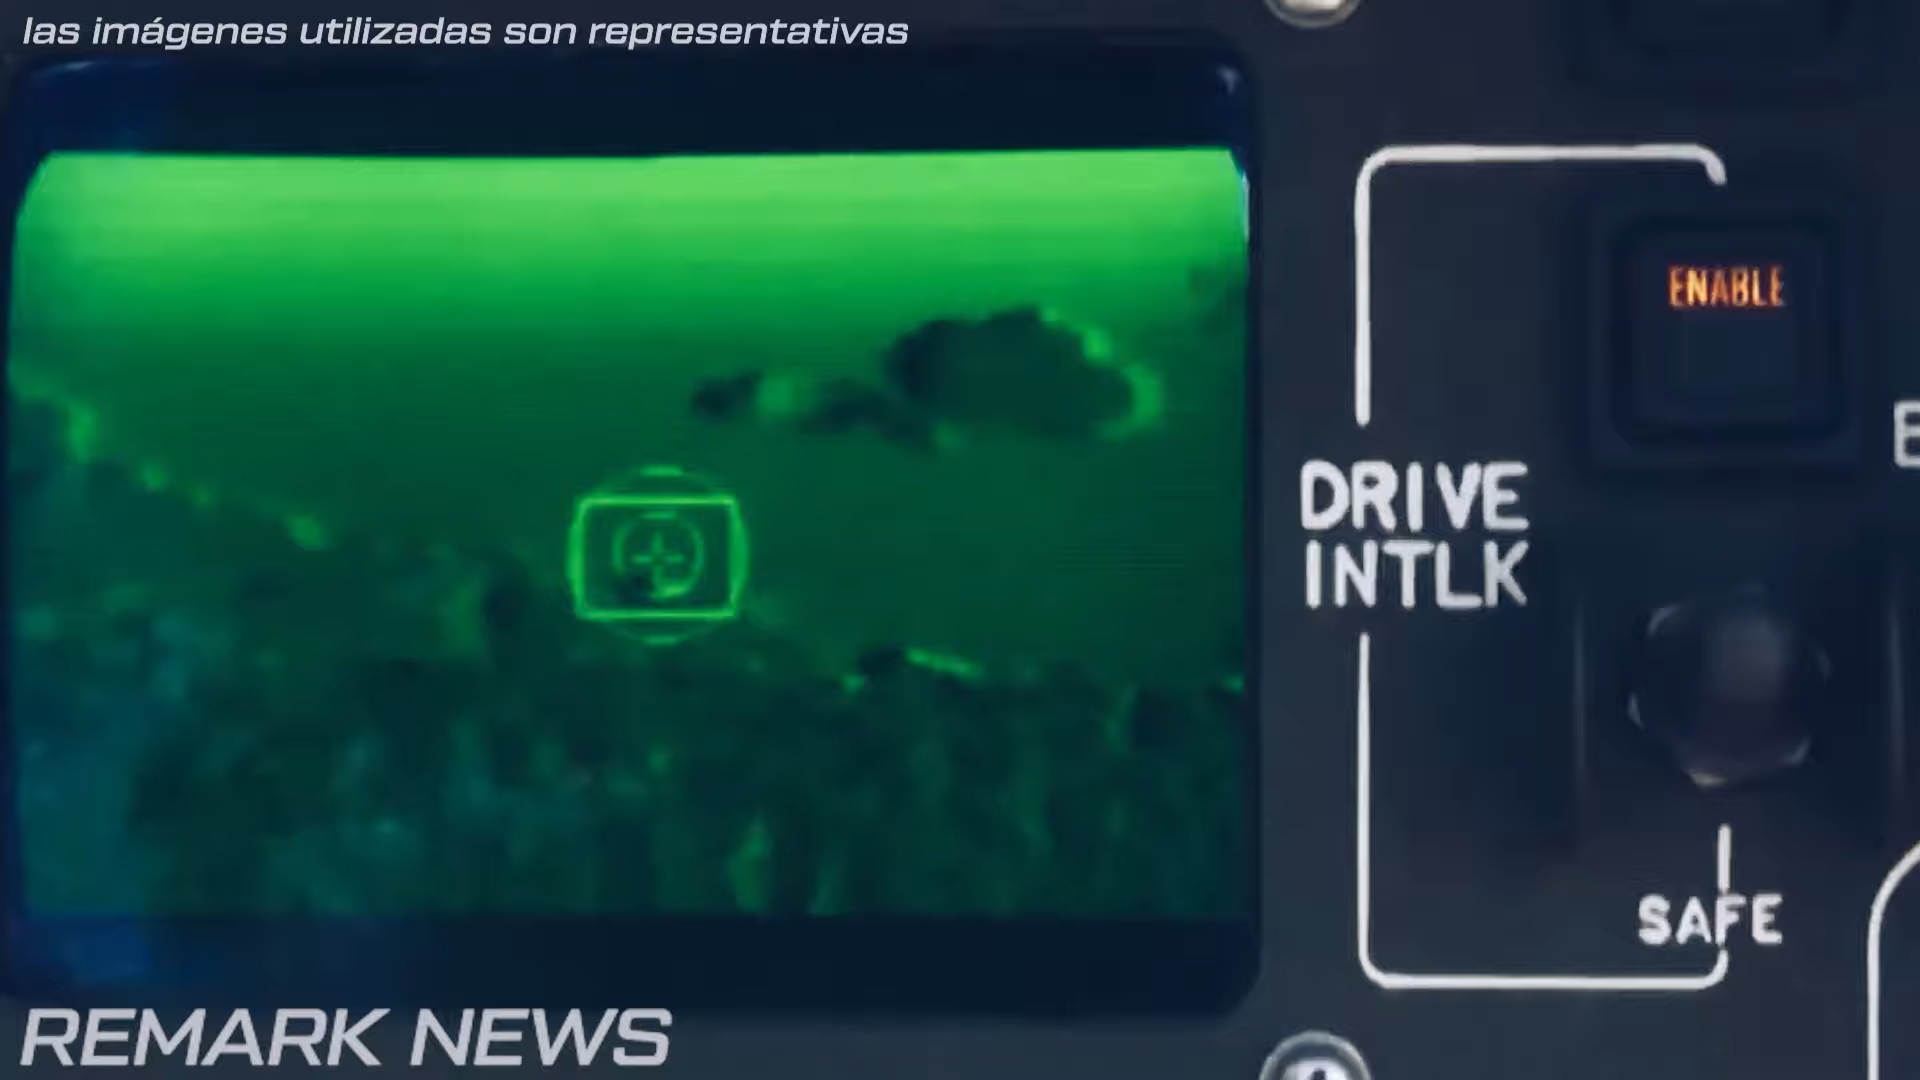 las imágenes utilizadas son representativas
ENABLE
DRIVE
INTLK
SAFE
REMARK NEWS